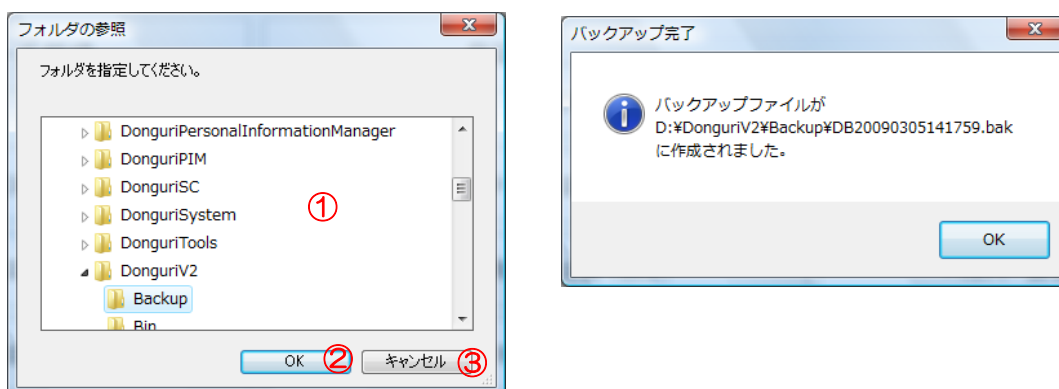 フォルダの参照
フォルダを指定してください。
DonguriPersonalInformationManager
DonguriPIM
DonguriSC
DonguriSystem
①
DonguriTools
DonguriV2
Backup
Bin
OK ②
キャンセル ③
バックアップ完了
バックアップファイルが
D:¥DonguriV2¥Backup¥DB20090305141759.bak
に作成されました。
OK